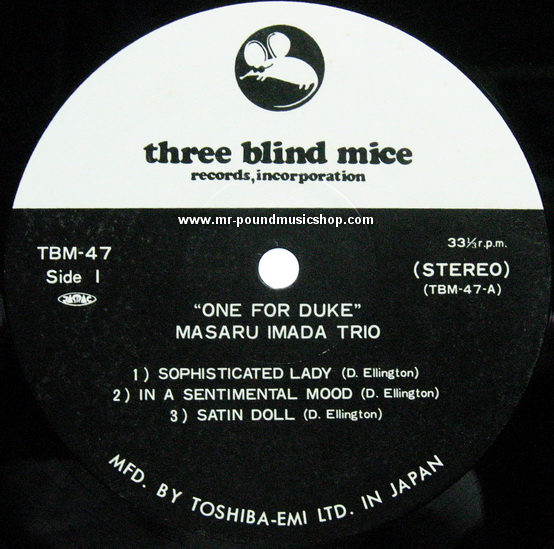 three blind mice
records, incorporation
www.mr-poundmusicshop.com
TBM-47
Side 1
JASRAC
33⅓ r.p.m.
(STEREO)
(TBM-47-A)
"ONE FOR DUKE"
MASARU IMADA TRIO
1) SOPHISTICATED LADY (D. Ellington)
2) IN A SENTIMENTAL MOOD (D. Ellington)
3) SATIN DOLL (D. Ellington)
MFD. BY TOSHIBA-EMI LTD. IN JAPAN